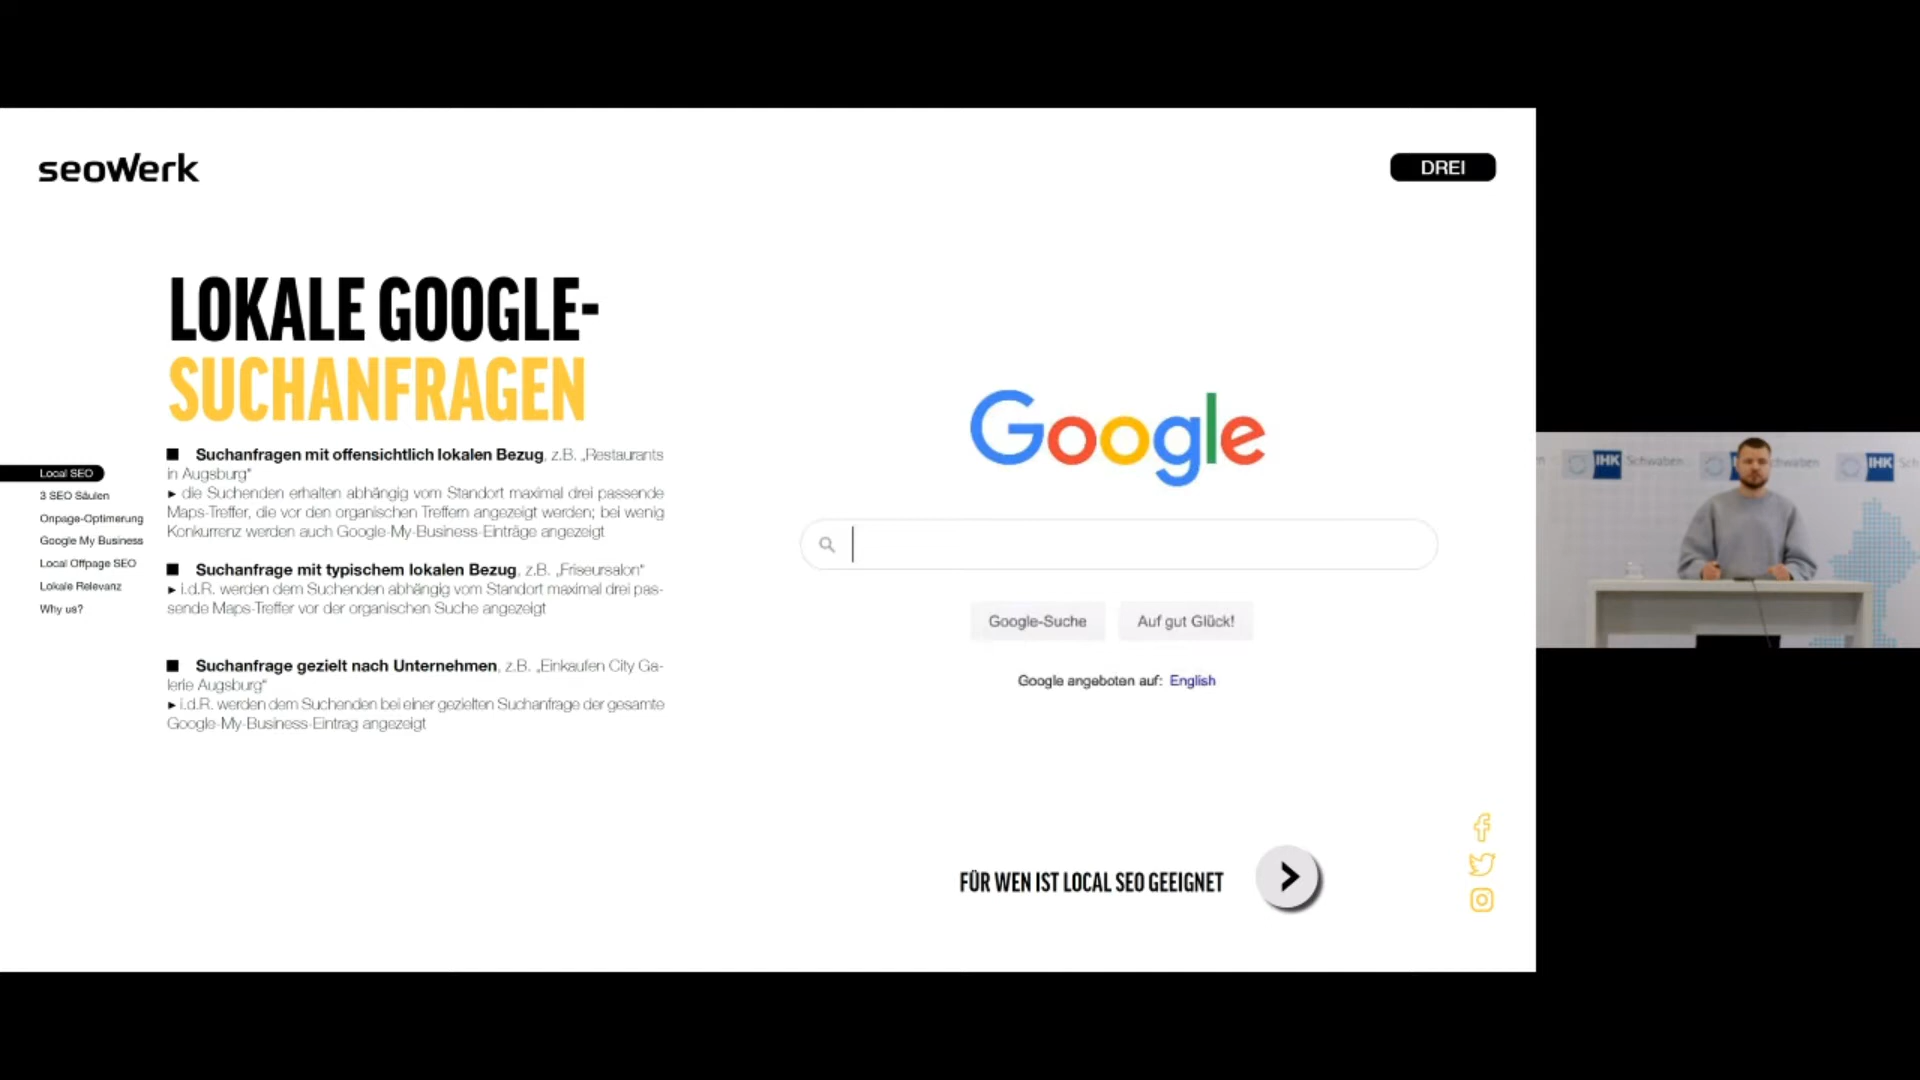 seoWerk
DREI
LOKALE GOOGLE-
SUCHANFRAGEN
■ Suchanfragen mit offensichtlich lokalen Bezug, z.B. „Restaurants
in Augsburg“
► die Suchenden erhalten abhängig vom Standort maximal drei passende
Maps-Treffer, die vor den organischen Treffern angezeigt werden; bei wenig
Konkurrenz werden auch Google-My-Business-Einträge angezeigt
■ Suchanfrage mit typischem lokalen Bezug, z.B. „Friseursalon“
► i.d.R. werden dem Suchenden abhängig vom Standort maximal drei pas-
sende Maps-Treffer vor der organischen Suche angezeigt
■ Suchanfrage gezielt nach Unternehmen, z.B. „Einkaufen City Ga-
lerie Augsburg“
► i.d.R. werden dem Suchenden bei einer gezielten Suchanfrage der gesamte
Google-My-Business-Eintrag angezeigt
Local SEO
3 SEO Säulen
Onpage-Optimierung
Google My Business
Local Offpage SEO
Lokale Relevanz
Why us?
Google
Google-Suche
Auf gut Glück!
Google angeboten auf: English
FÜR WEN IST LOCAL SEO GEEIGNET
IHK Schwaben
IHK